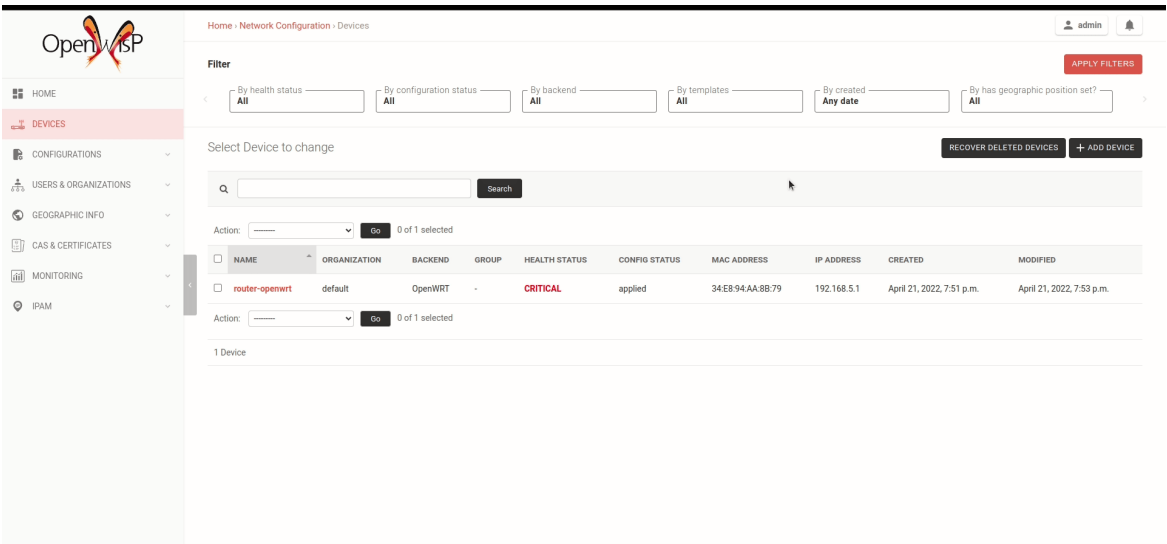 OpenWISP
Home › Network Configuration › Devices
admin
Filter
APPLY FILTERS
By health status
All
By configuration status
All
By backend
All
By templates
All
By created
Any date
By has geographic position set?
All
HOME
DEVICES
CONFIGURATIONS
USERS & ORGANIZATIONS
GEOGRAPHIC INFO
CAS & CERTIFICATES
MONITORING
IPAM
Select Device to change
RECOVER DELETED DEVICES
+ ADD DEVICE
Search
Action: --------- Go 0 of 1 selected
NAME ORGANIZATION BACKEND GROUP HEALTH STATUS CONFIG STATUS MAC ADDRESS IP ADDRESS CREATED MODIFIED
router-openwrt default OpenWRT - CRITICAL applied 34:E8:94:AA:8B:79 192.168.5.1 April 21, 2022, 7:51 p.m. April 21, 2022, 7:53 p.m.
Action: --------- Go 0 of 1 selected
1 Device